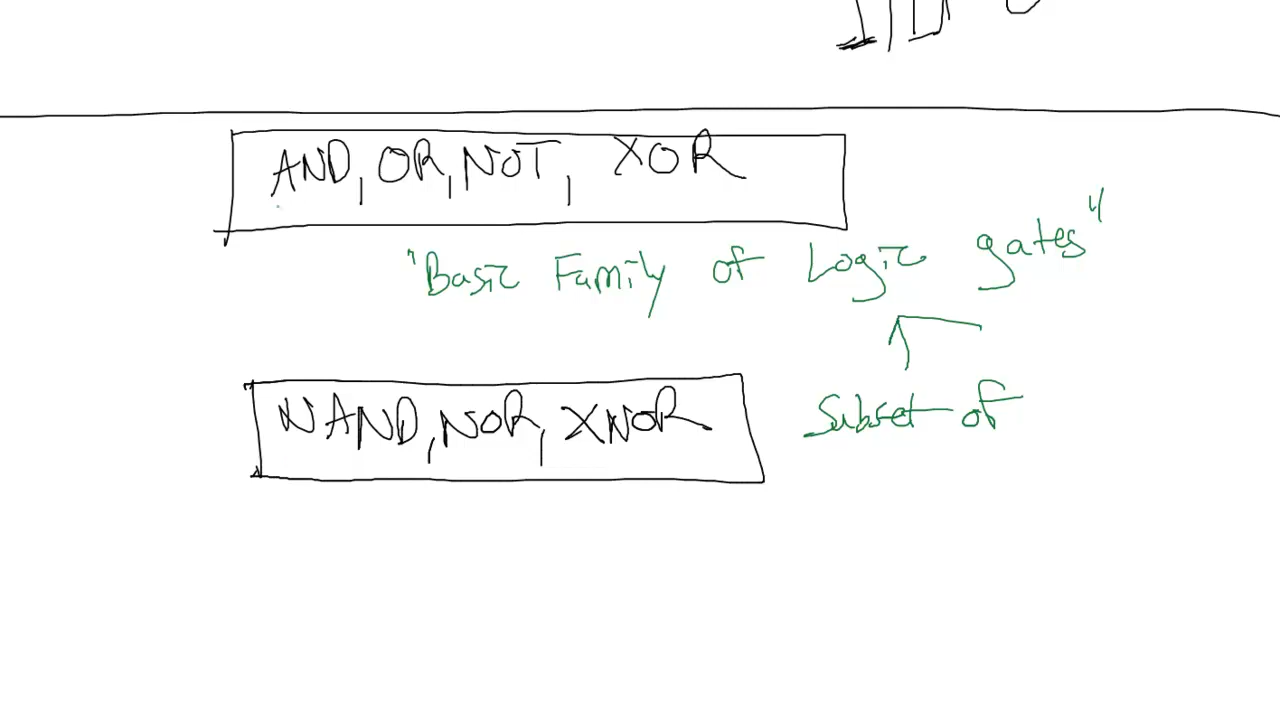 AND, OR, NOT, XOR
"Basic Family of Logic gates"
NAND, NOR, XNOR
Subset of